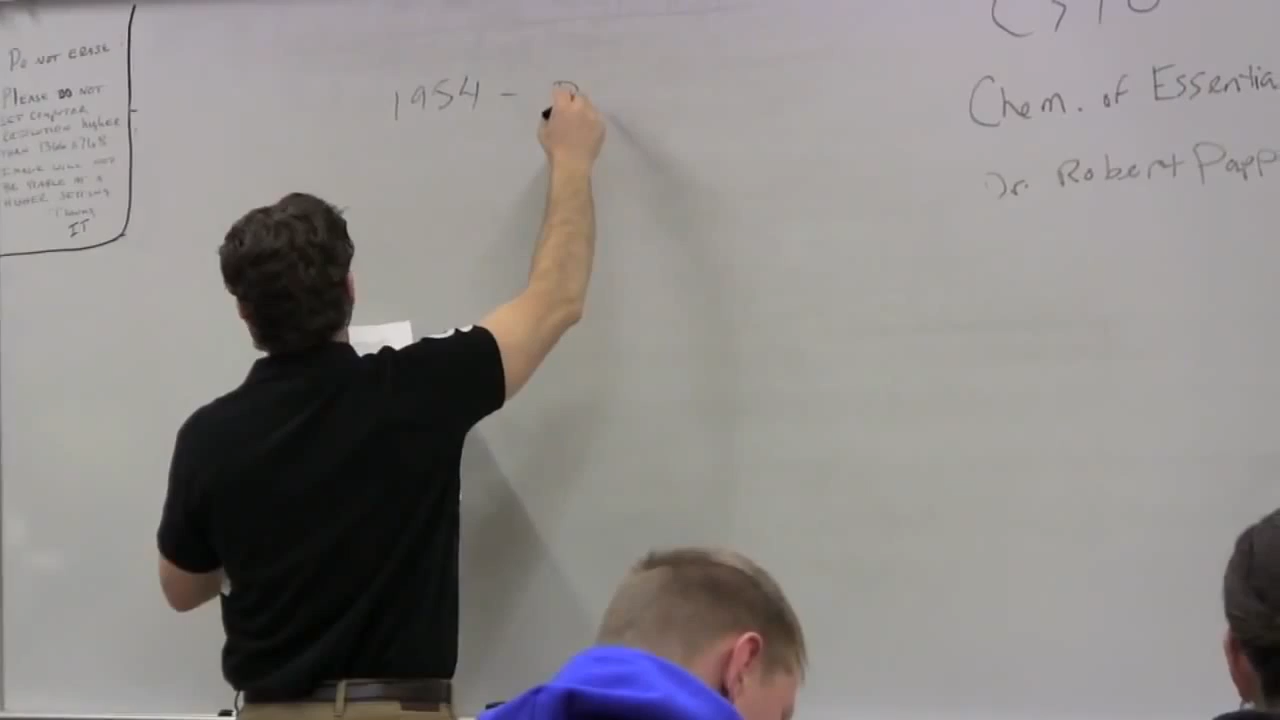 DO NOT ERASE
PLEASE DO NOT
SET COMPUTER
RESOLUTION higher
THAN 1366x768
IMAGE WILL NOT
BE STABLE AT A
HIGHER SETTING
Thanks
IT
1954 -
Chem. of Essentia
Dr. Robert Papp